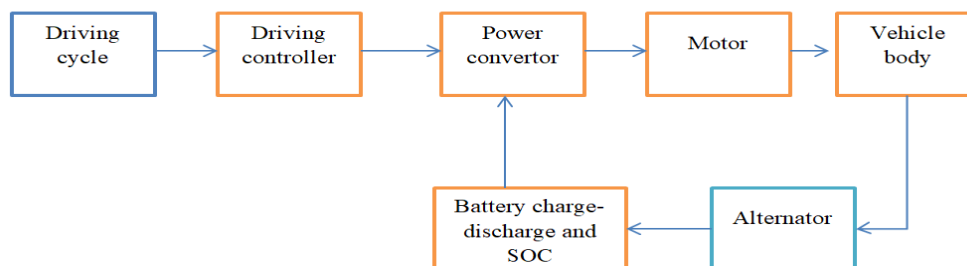 Driving
cycle
Driving
controller
Power
convertor
Motor
Vehicle
body
Battery charge-
discharge and
SOC
Alternator